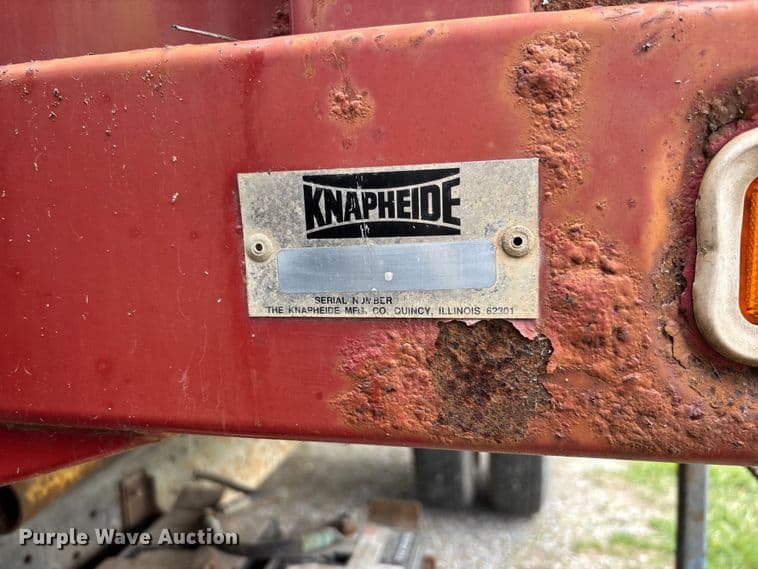 KNAPHEIDE
SERIAL NUMBER
THE KNAPHEIDE MFG. CO. QUINCY, ILLINOIS 62301
Purple Wave Auction